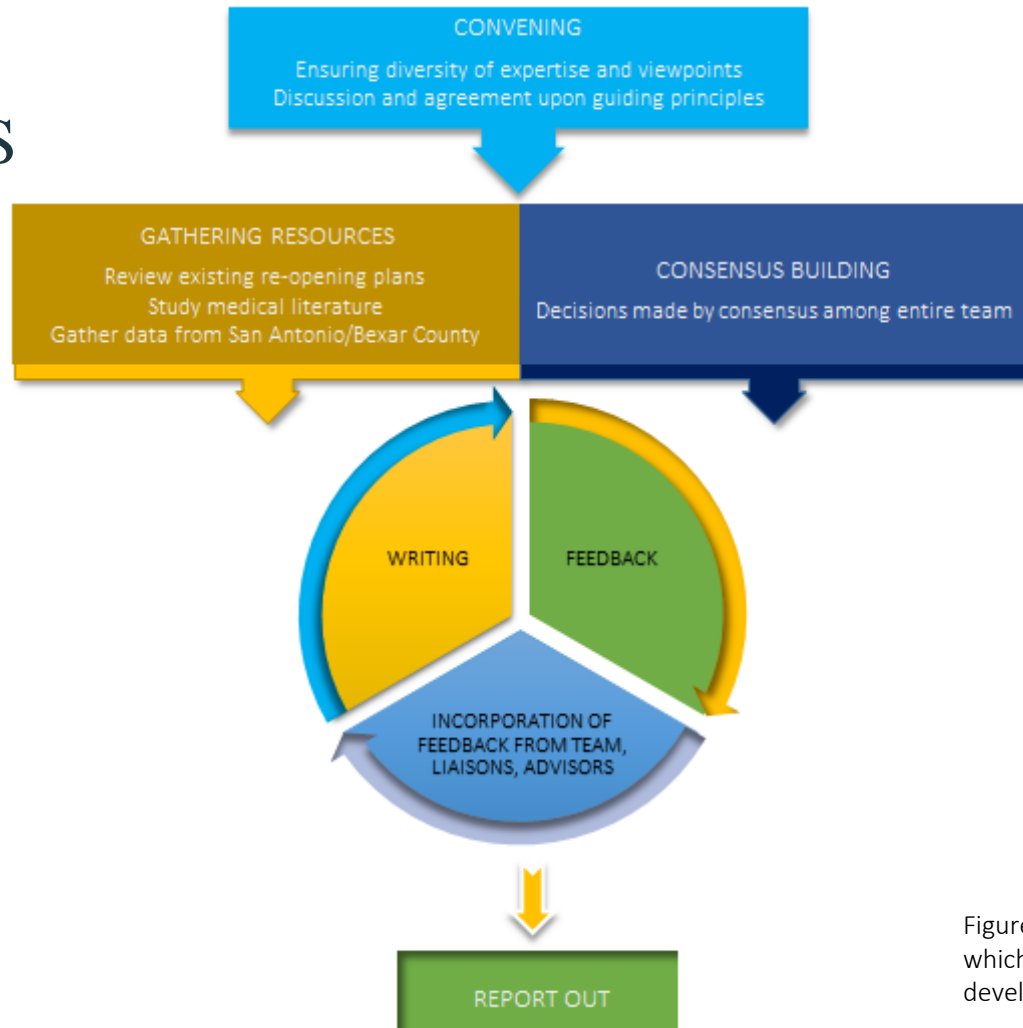 CONVENING
Ensuring diversity of expertise and viewpoints
Discussion and agreement upon guiding principles
s
GATHERING RESOURCES
Review existing re-opening plans
Study medical literature
Gather data from San Antonio/Bexar County
CONSENSUS BUILDING
Decisions made by consensus among entire team
WRITING
FEEDBACK
INCORPORATION OF
FEEDBACK FROM TEAM,
LIAISONS, ADVISORS
REPORT OUT
Figure
which
devel